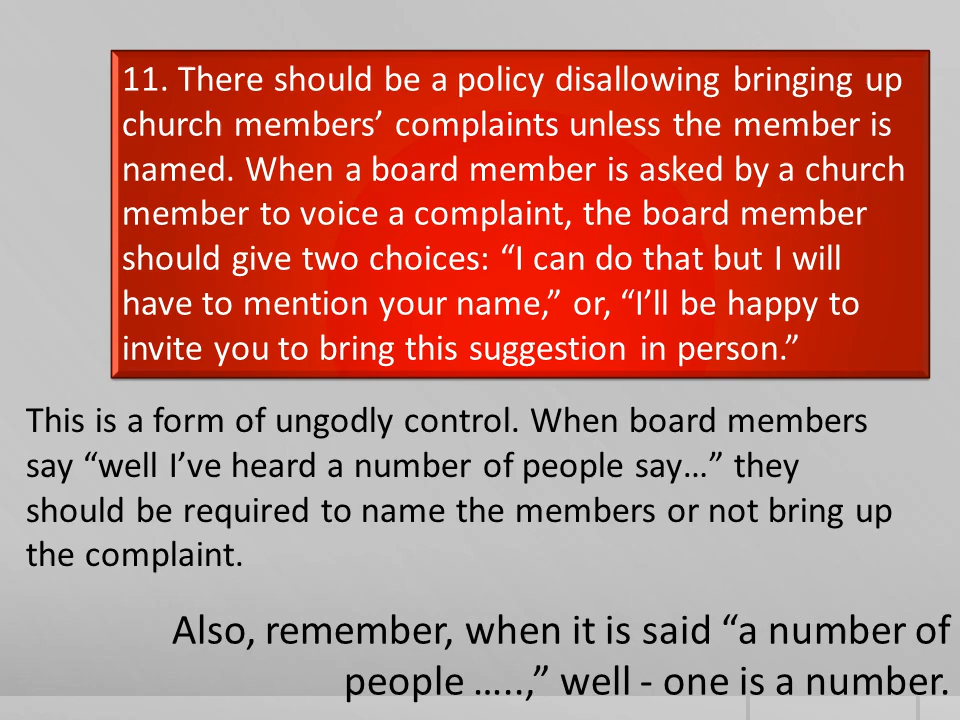 11. There should be a policy disallowing bringing up
church members’ complaints unless the member is
named. When a board member is asked by a church
member to voice a complaint, the board member
should give two choices: “I can do that but I will
have to mention your name,” or, “I’ll be happy to
invite you to bring this suggestion in person.”
This is a form of ungodly control. When board members
say “well I’ve heard a number of people say…” they
should be required to name the members or not bring up
the complaint.
Also, remember, when it is said “a number of
people …..,” well - one is a number.